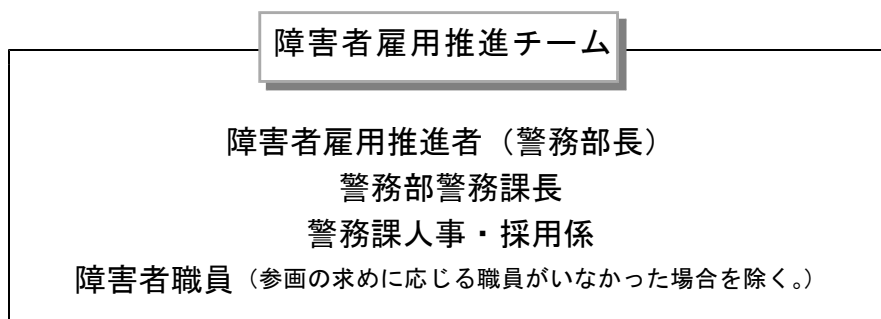 障害者雇用推進チーム
障害者雇用推進者（警務部長）
警務部警務課長
警務課人事・採用係
障害者職員（参画の求めに応じる職員がいなかった場合を除く。）